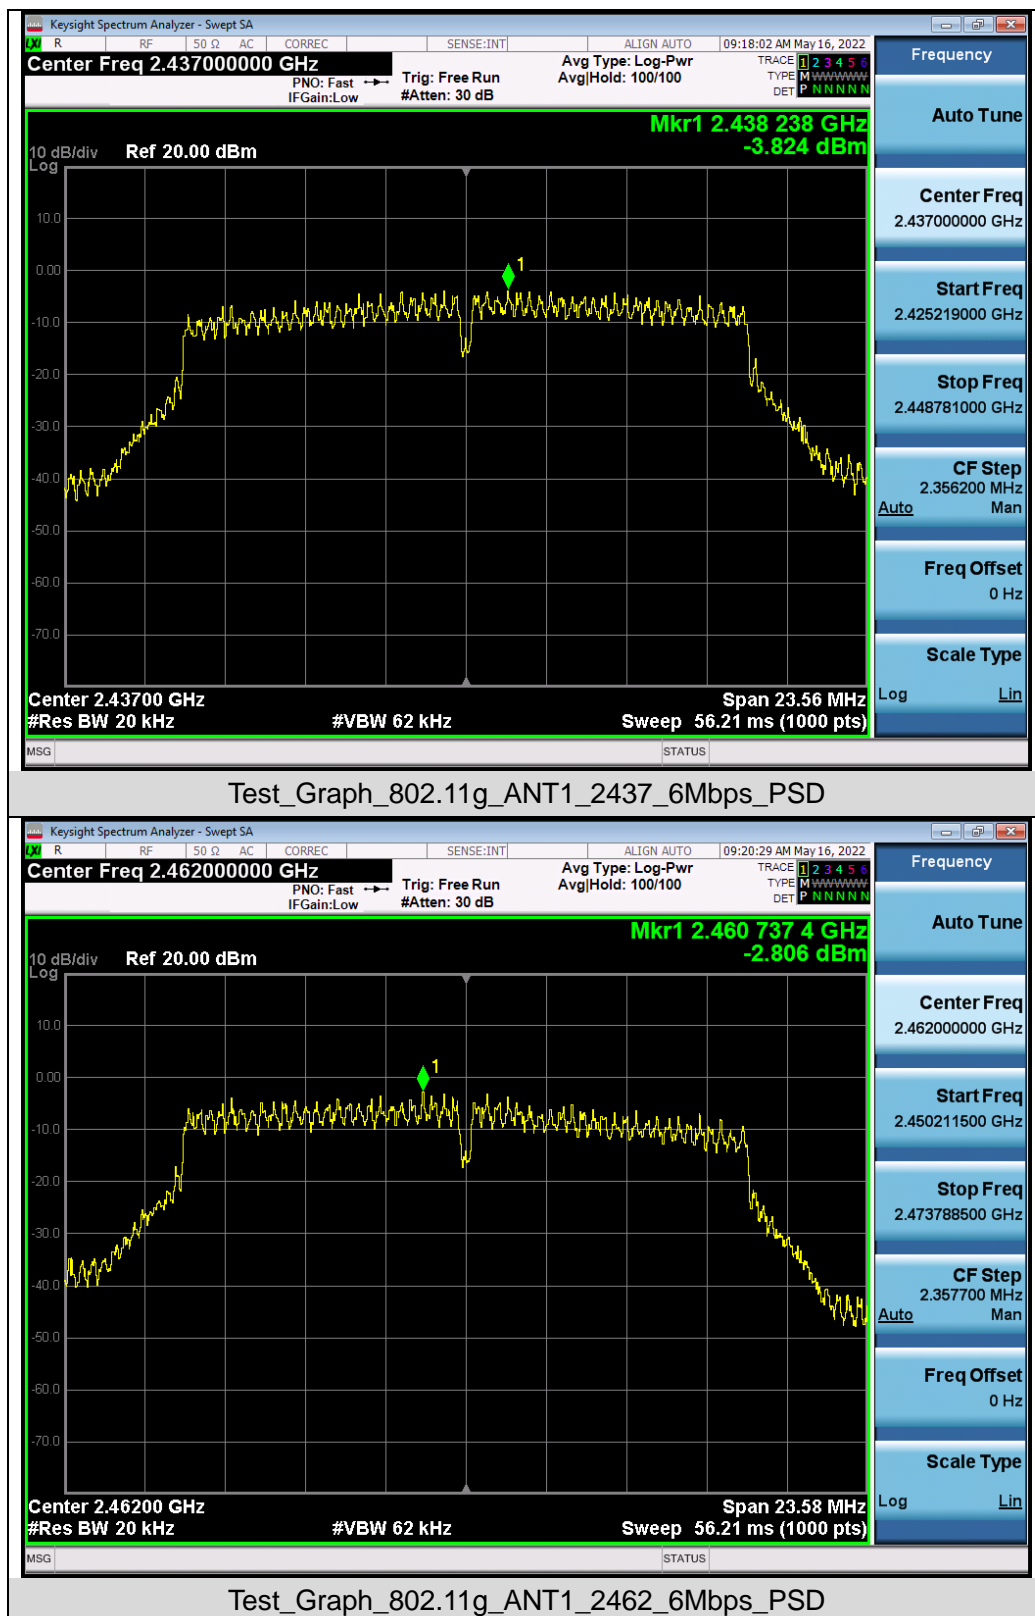 Keysight Spectrum Analyzer - Swept SA
LXI R RF 50 Ω AC CORREC SENSE:INT ALIGN AUTO 09:18:02 AM May 16, 2022
Center Freq 2.437000000 GHz
PNO: Fast
IFGain:Low
Trig: Free Run
#Atten: 30 dB
Avg Type: Log-Pwr
Avg|Hold: 100/100
TRACE 1 2 3 4 5 6
TYPE M WWWWW
DET P N N N N N
Mkr1 2.438 238 GHz
-3.824 dBm
10 dB/div Ref 20.00 dBm
Log
10.0
0.00
-10.0
-20.0
-30.0
-40.0
-50.0
-60.0
-70.0
1
Center 2.43700 GHz Span 23.56 MHz
#Res BW 20 kHz #VBW 62 kHz Sweep 56.21 ms (1000 pts)
MSG STATUS
Frequency
Auto Tune
Center Freq
2.437000000 GHz
Start Freq
2.425219000 GHz
Stop Freq
2.448781000 GHz
CF Step
2.356200 MHz
Auto Man
Freq Offset
0 Hz
Scale Type
Log Lin
Test_Graph_802.11g_ANT1_2437_6Mbps_PSD
Keysight Spectrum Analyzer - Swept SA
LXI R RF 50 Ω AC CORREC SENSE:INT ALIGN AUTO 09:20:29 AM May 16, 2022
Center Freq 2.462000000 GHz
PNO: Fast
IFGain:Low
Trig: Free Run
#Atten: 30 dB
Avg Type: Log-Pwr
Avg|Hold: 100/100
TRACE 1 2 3 4 5 6
TYPE M WWWWW
DET P N N N N N
Mkr1 2.460 737 4 GHz
-2.806 dBm
10 dB/div Ref 20.00 dBm
Log
10.0
0.00
-10.0
-20.0
-30.0
-40.0
-50.0
-60.0
-70.0
1
Center 2.46200 GHz Span 23.58 MHz
#Res BW 20 kHz #VBW 62 kHz Sweep 56.21 ms (1000 pts)
MSG STATUS
Frequency
Auto Tune
Center Freq
2.462000000 GHz
Start Freq
2.450211500 GHz
Stop Freq
2.473788500 GHz
CF Step
2.357700 MHz
Auto Man
Freq Offset
0 Hz
Scale Type
Log Lin
Test_Graph_802.11g_ANT1_2462_6Mbps_PSD